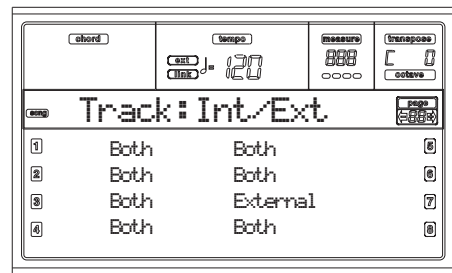 chord tempo measure transpose
ext ♩= 120 888 C 0
link octave
song Track:Int/Ext page
88
1 Both Both 5
2 Both Both 6
3 Both External 7
4 Both Both 8